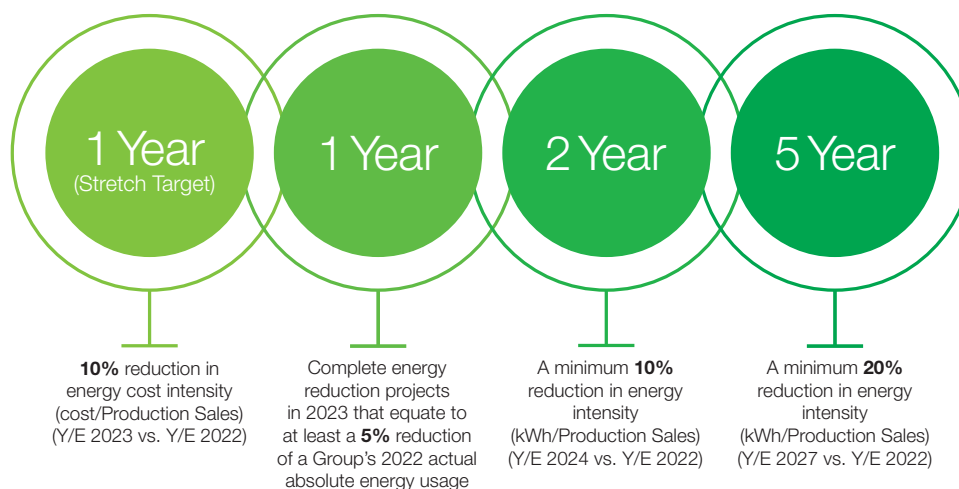 1 Year
(Stretch Target)
10% reduction in
energy cost intensity
(cost/Production Sales)
(Y/E 2023 vs. Y/E 2022)
1 Year
Complete energy
reduction projects
in 2023 that equate to
at least a 5% reduction
of a Group's 2022 actual
absolute energy usage
2 Year
A minimum 10%
reduction in energy
intensity
(kWh/Production Sales)
(Y/E 2024 vs. Y/E 2022)
5 Year
A minimum 20%
reduction in energy
intensity
(kWh/Production Sales)
(Y/E 2027 vs. Y/E 2022)